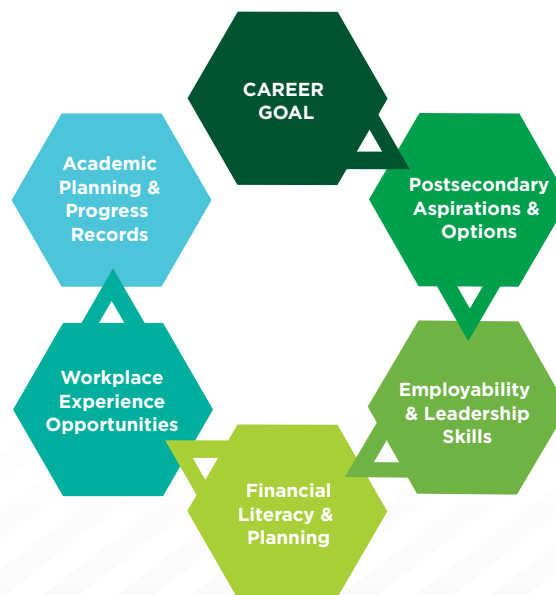 CAREER
GOAL
Postsecondary
Aspirations &
Options
Employability
& Leadership
Skills
Financial
Literacy &
Planning
Workplace
Experience
Opportunities
Academic
Planning &
Progress
Records